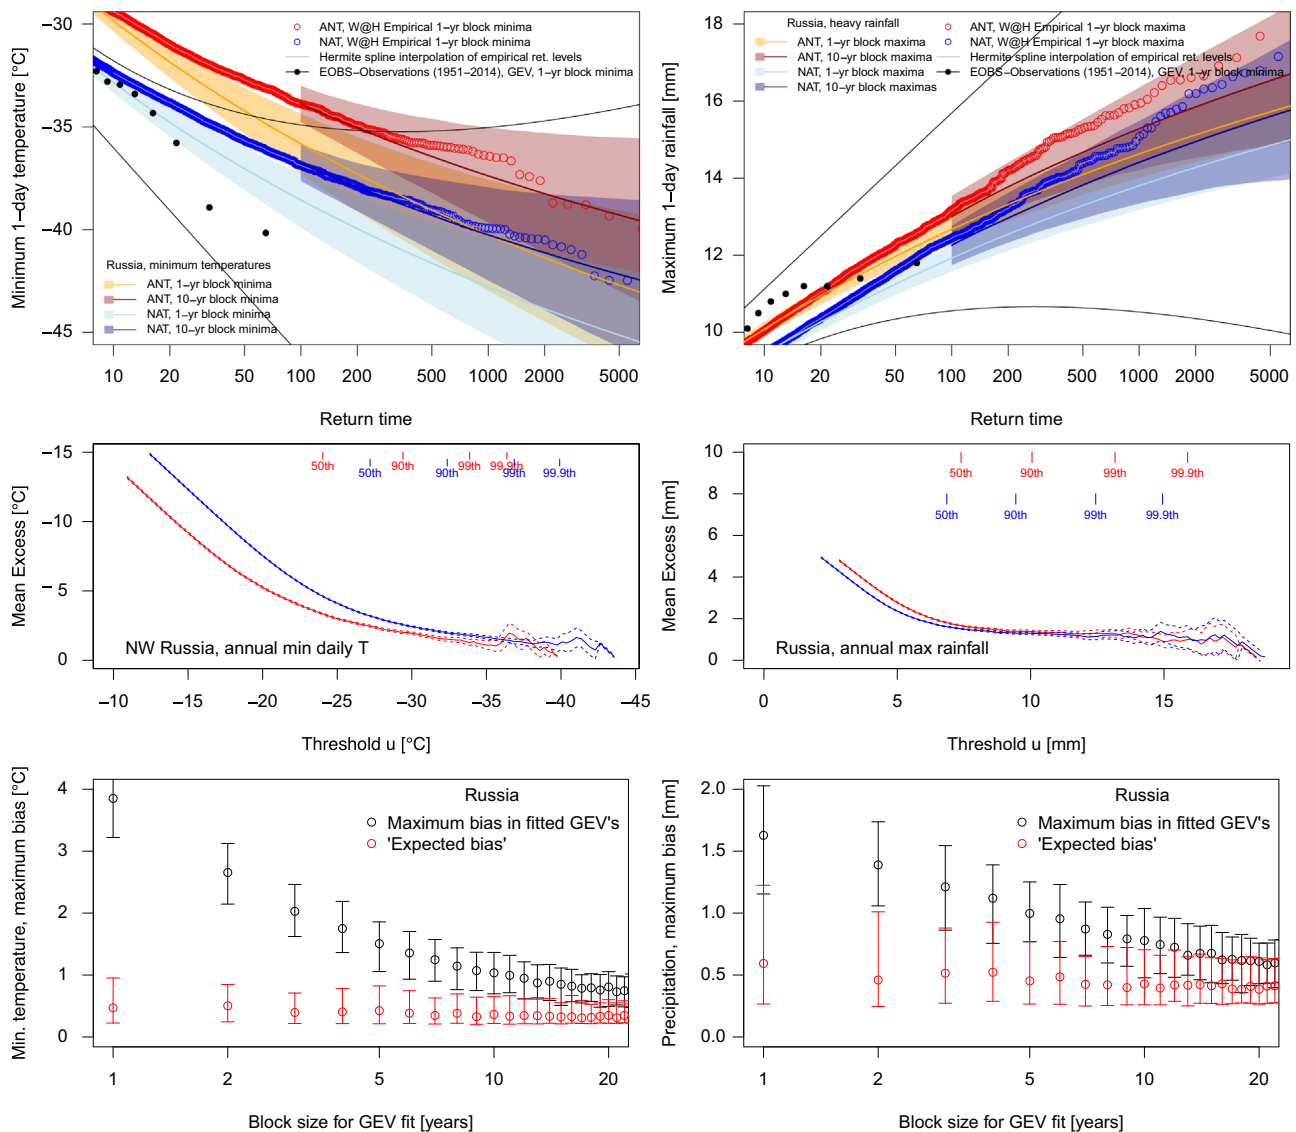 ANT, W@H Empirical 1−yr block minima
NAT, W@H Empirical 1−yr block minima
Hermite spline interpolation of empirical ret. levels
EOBS−Observations (1951−2014), GEV, 1−yr block minima
Minimum 1−day temperature [°C]
−30
−35
−40
−45
Russia, minimum temperatures
ANT, 1−yr block minima
ANT, 10−yr block minima
NAT, 1−yr block minima
NAT, 10−yr block minima
10 20 50 100 200 500 1000 2000 5000
Return time
Russia, heavy rainfall
ANT, 1−yr block maxima
ANT, 10−yr block maxima
NAT, 1−yr block maxima
NAT, 10−yr block maximas
ANT, W@H Empirical 1−yr block maxima
NAT, W@H Empirical 1−yr block maxima
Hermite spline interpolation of empirical ret. levels
EOBS−Observations (1951−2014), GEV, 1−yr block minima
Maximum 1−day rainfall [mm]
18
16
14
12
10
10 20 50 100 200 500 1000 2000 5000
Return time
Mean Excess [°C]
−15
−10
−5
0
50th 90th 99th 99.9th
50th 90th 99th 99.9th
NW Russia, annual min daily T
−10 −15 −20 −25 −30 −35 −40 −45
Threshold u [°C]
Mean Excess [mm]
10
8
6
4
2
0
50th 90th 99th 99.9th
50th 90th 99th 99.9th
Russia, annual max rainfall
0 5 10 15
Threshold u [mm]
Min. temperature, maximum bias [°C]
4
3
2
1
0
Russia
Maximum bias in fitted GEV's
'Expected bias'
1 2 5 10 20
Block size for GEV fit [years]
Precipitation, maximum bias [mm]
2.0
1.5
1.0
0.5
0.0
Russia
Maximum bias in fitted GEV's
'Expected bias'
1 2 5 10 20
Block size for GEV fit [years]